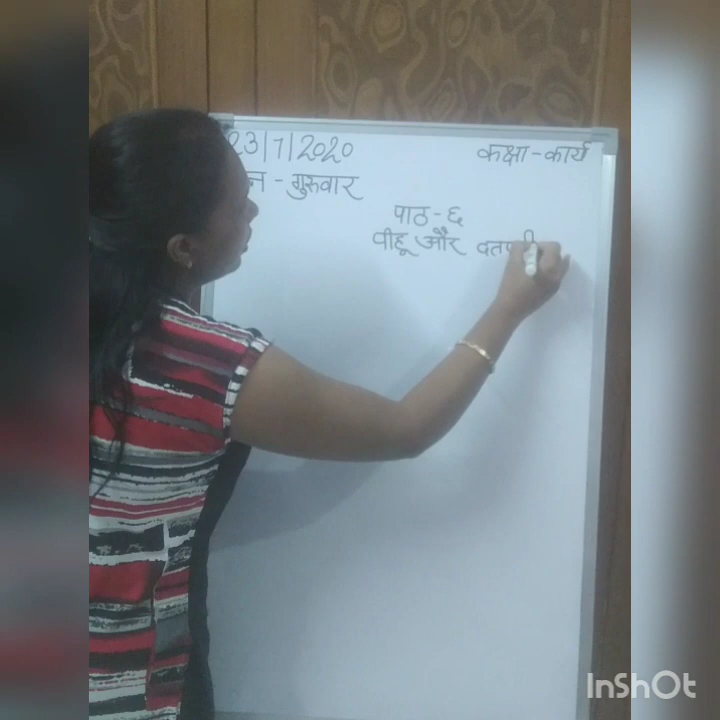 23/7/2020 कक्षा-कार्य
- गुरुवार
पाठ-६
वीहू और
InShOt